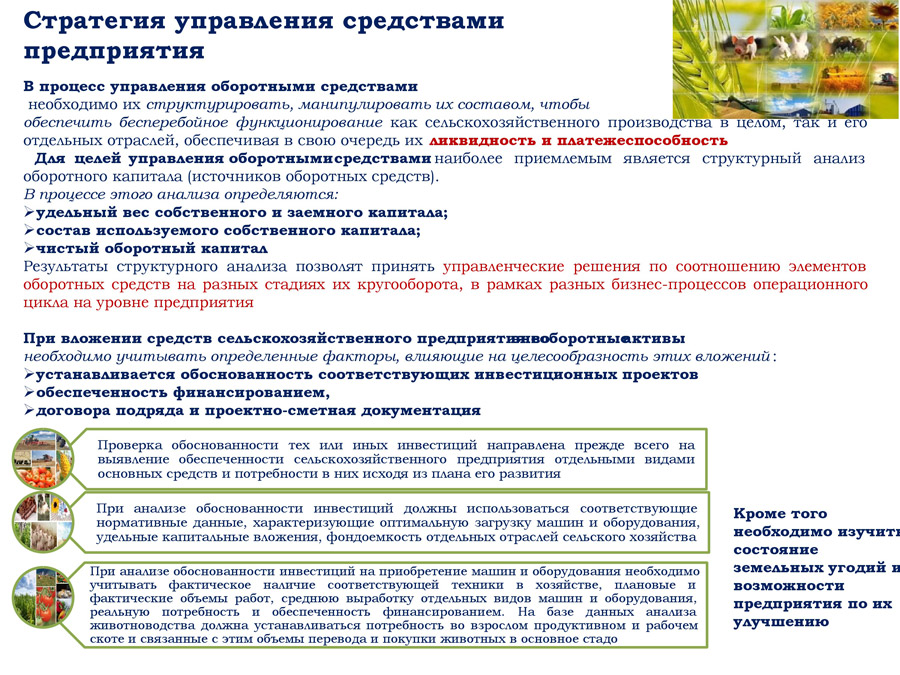 Стратегия управления средствами
предприятия
В процесс управления оборотными средствами
необходимо их структурировать, манипулировать их составом, чтобы
обеспечить бесперебойное функционирование как сельскохозяйственного производства в целом, так и его
отдельных отраслей, обеспечивая в свою очередь их ликвидность и платежеспособность
Для целей управления оборотными средствами наиболее приемлемым является структурный анализ
оборотного капитала (источников оборотных средств).
В процессе этого анализа определяются:
➢удельный вес собственного и заемного капитала;
➢состав используемого собственного капитала;
➢чистый оборотный капитал
Результаты структурного анализа позволят принять управленческие решения по соотношению элементов
оборотных средств на разных стадиях их кругооборота, в рамках разных бизнес-процессов операционного
цикла на уровне предприятия
При вложении средств сельскохозяйственного предприятия во внеоборотные активы
необходимо учитывать определенные факторы, влияющие на целесообразность этих вложений:
➢устанавливается обоснованность соответствующих инвестиционных проектов
➢обеспеченность финансированием,
➢договора подряда и проектно-сметная документация
Проверка обоснованности тех или иных инвестиций направлена прежде всего на
выявление обеспеченности сельскохозяйственного предприятия отдельными видами
основных средств и потребности в них исходя из плана его развития
При анализе обоснованности инвестиций должны использоваться соответствующие
нормативные данные, характеризующие оптимальную загрузку машин и оборудования,
удельные капитальные вложения, фондоемкость отдельных отраслей сельского хозяйства
При анализе обоснованности инвестиций на приобретение машин и оборудования необходимо
учитывать фактическое наличие соответствующей техники в хозяйстве, плановые и
фактические объемы работ, среднюю выработку отдельных видов машин и оборудования,
реальную потребность и обеспеченность финансированием. На базе данных анализа
животноводства должна устанавливаться потребность во взрослом продуктивном и рабочем
скоте и связанные с этим объемы перевода и покупки животных в основное стадо
Кроме того
необходимо изучить
состояние
земельных угодий и
возможности
предприятия по их
улучшению